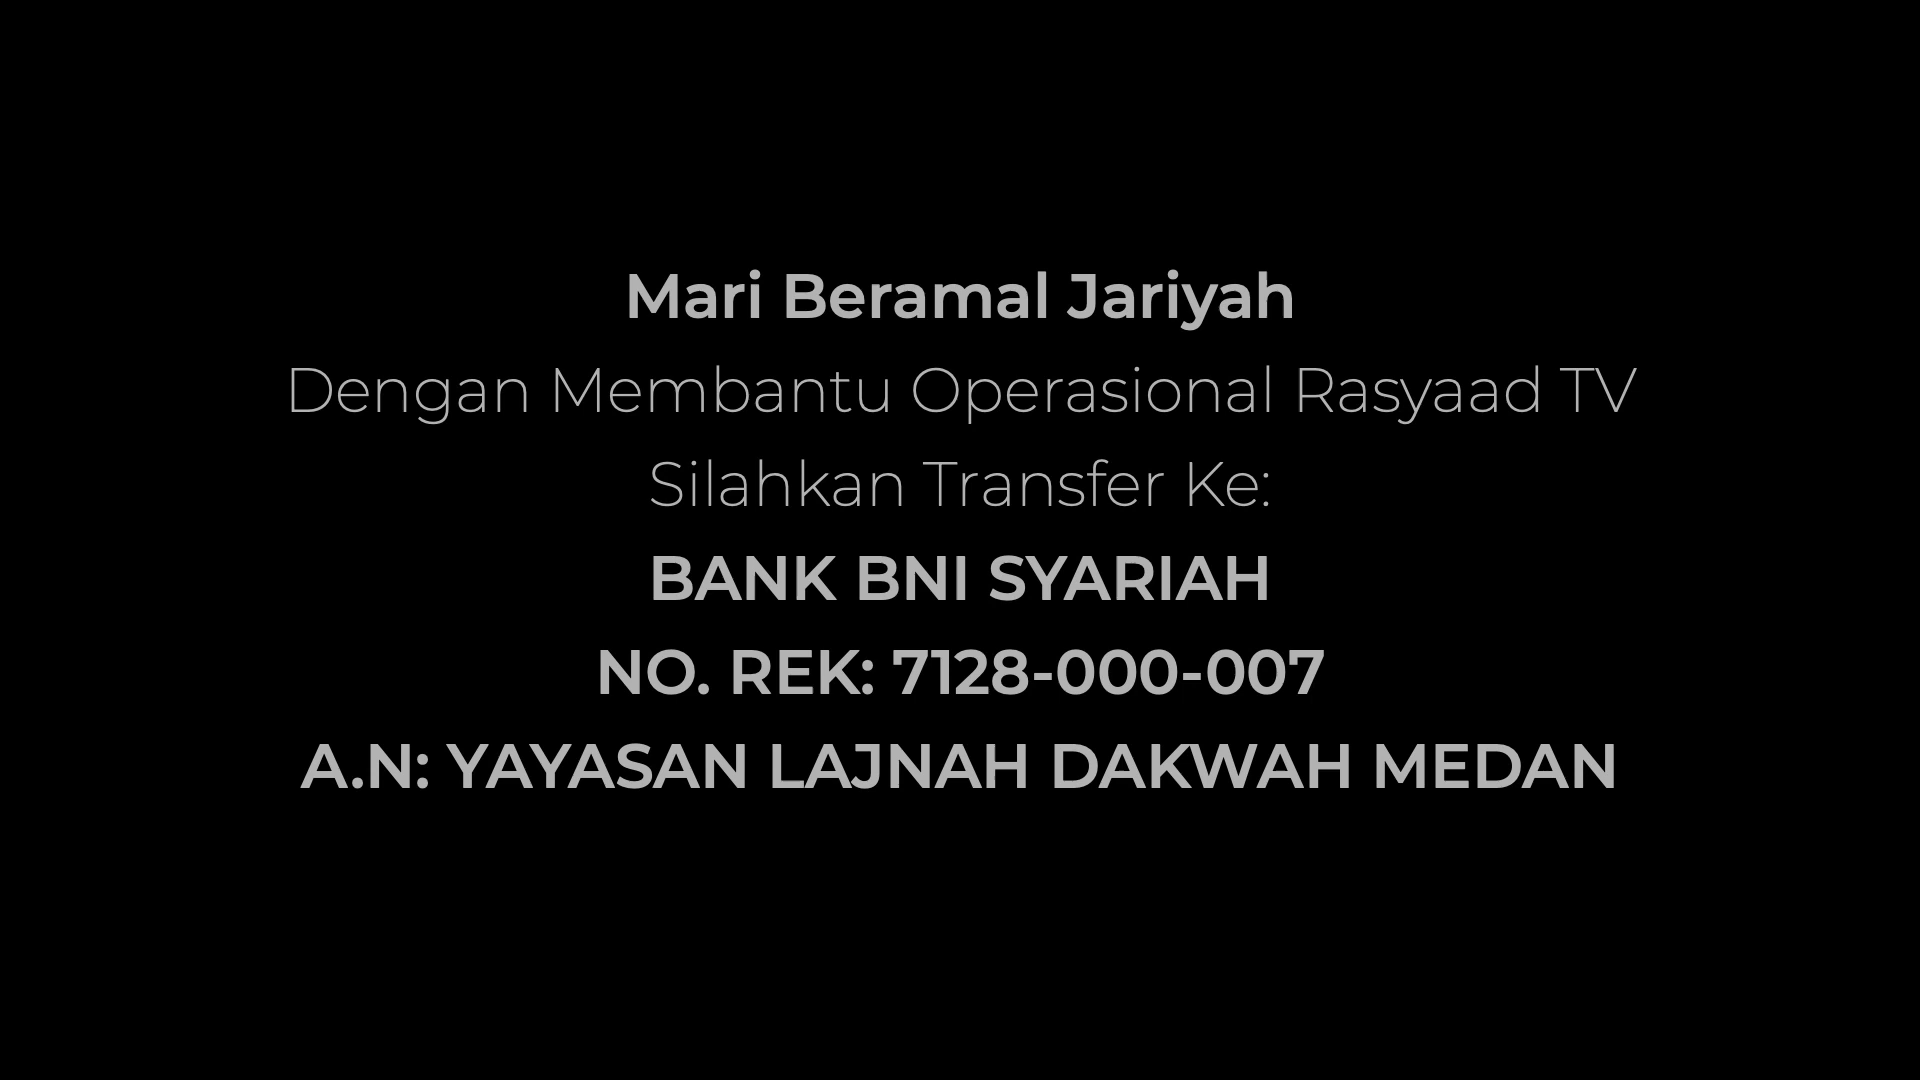 Mari Beramal Jariyah
Dengan Membantu Operasional Rasyaad TV
Silahkan Transfer Ke:
BANK BNI SYARIAH
NO. REK: 7128-000-007
A.N: YAYASAN LAJNAH DAKWAH MEDAN